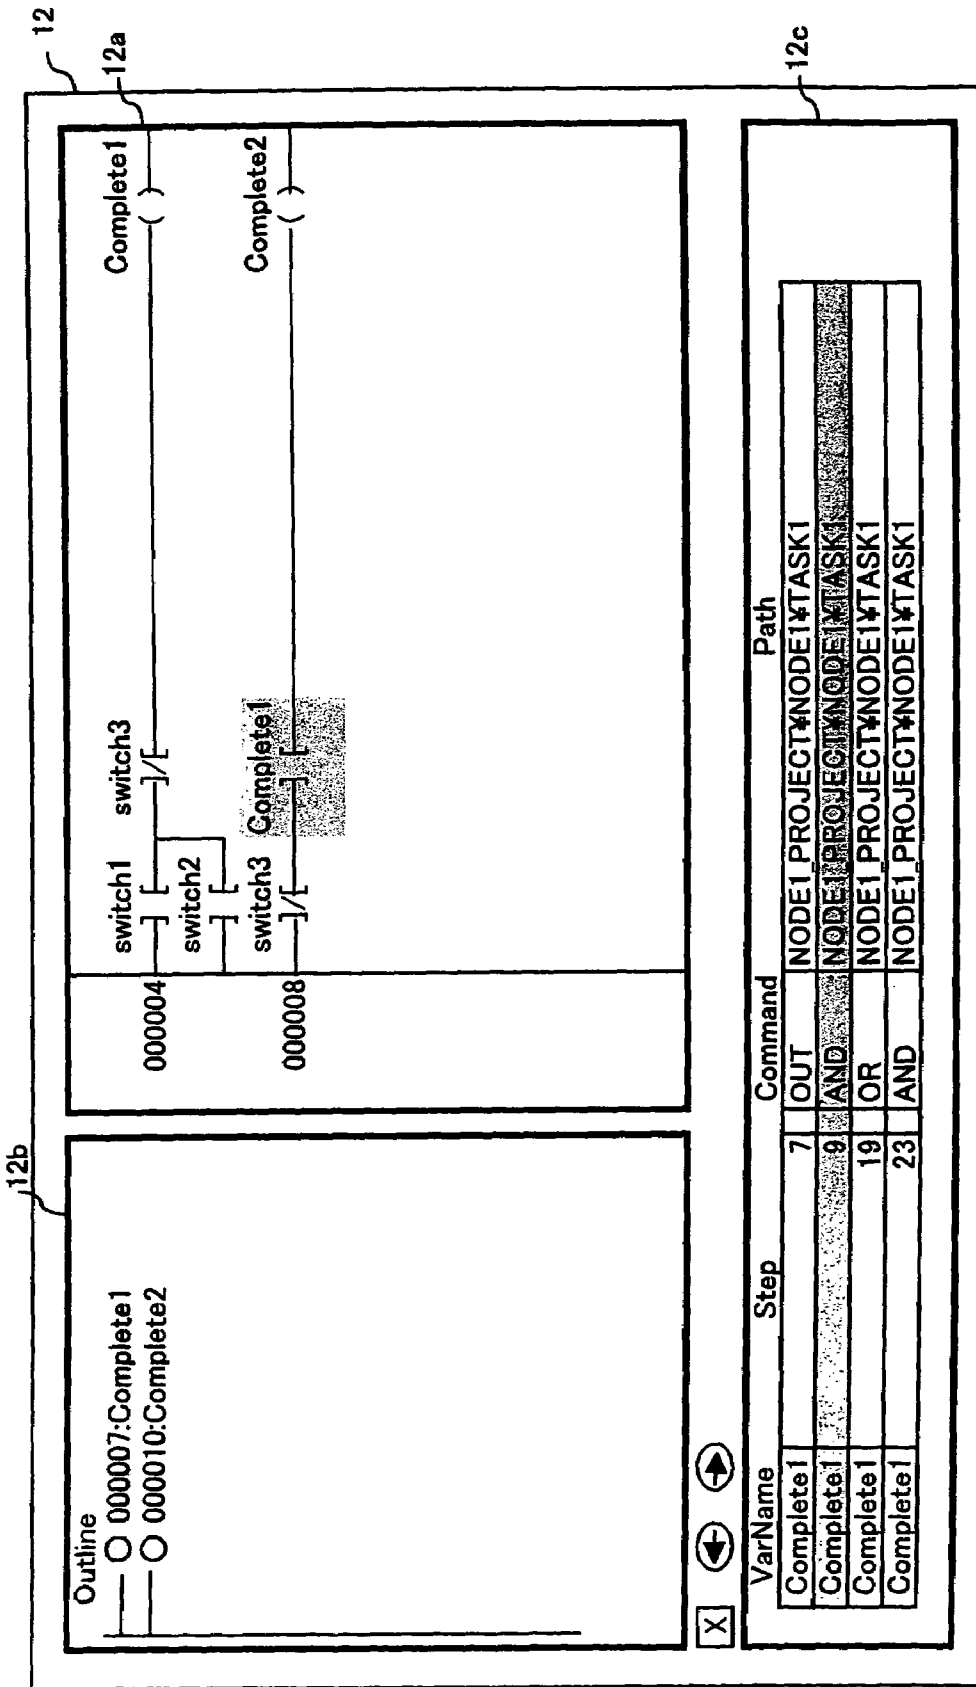 12
12b
12a
Outline
000007:Complete1
000010:Complete2
000004
switch1
switch3
Complete1
switch2
000008
switch3
Complete1
Complete2
X
12c
VarName Step Command Path
Complete1 7 OUT NODE1_PROJECT¥NODE1¥TASK1
Complete1 9 AND NODE1_PROJECT¥NODE1¥TASK1
Complete1 19 OR NODE1_PROJECT¥NODE1¥TASK1
Complete1 23 AND NODE1_PROJECT¥NODE1¥TASK1